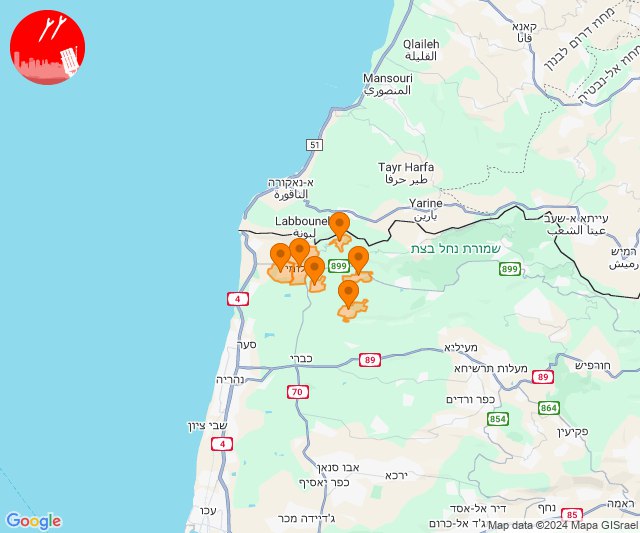 קאנא
قانا
מחוז דרום לבנון
מחוז אל-נבטיה
Qlaileh
القليلة
Mansouri
المنصوري
51
Tayr Harfa
طير حرفا
א-נאקורה
الناقورة
Yarine
يارين
Labbouneh
لبونة
עייתא א-שעב
عيتا الشعب
רמיש
رميش
שמורת נחל בצת
899
899
4
סער
כברי
89
מעיליא
מעלות תרשיחא
חורפיש
89
נהריה
70
כפר ורדים
864
854
שבי ציון
פקיעין
4
אבו סנאן
ירכא
כפר יאסיף
עכו
ג'דיידה מכר
דיר אל-אסד
ג'ד אל-כרום
נחף
ראמה
85
Google
Map data ©2024 Mapa GISrael